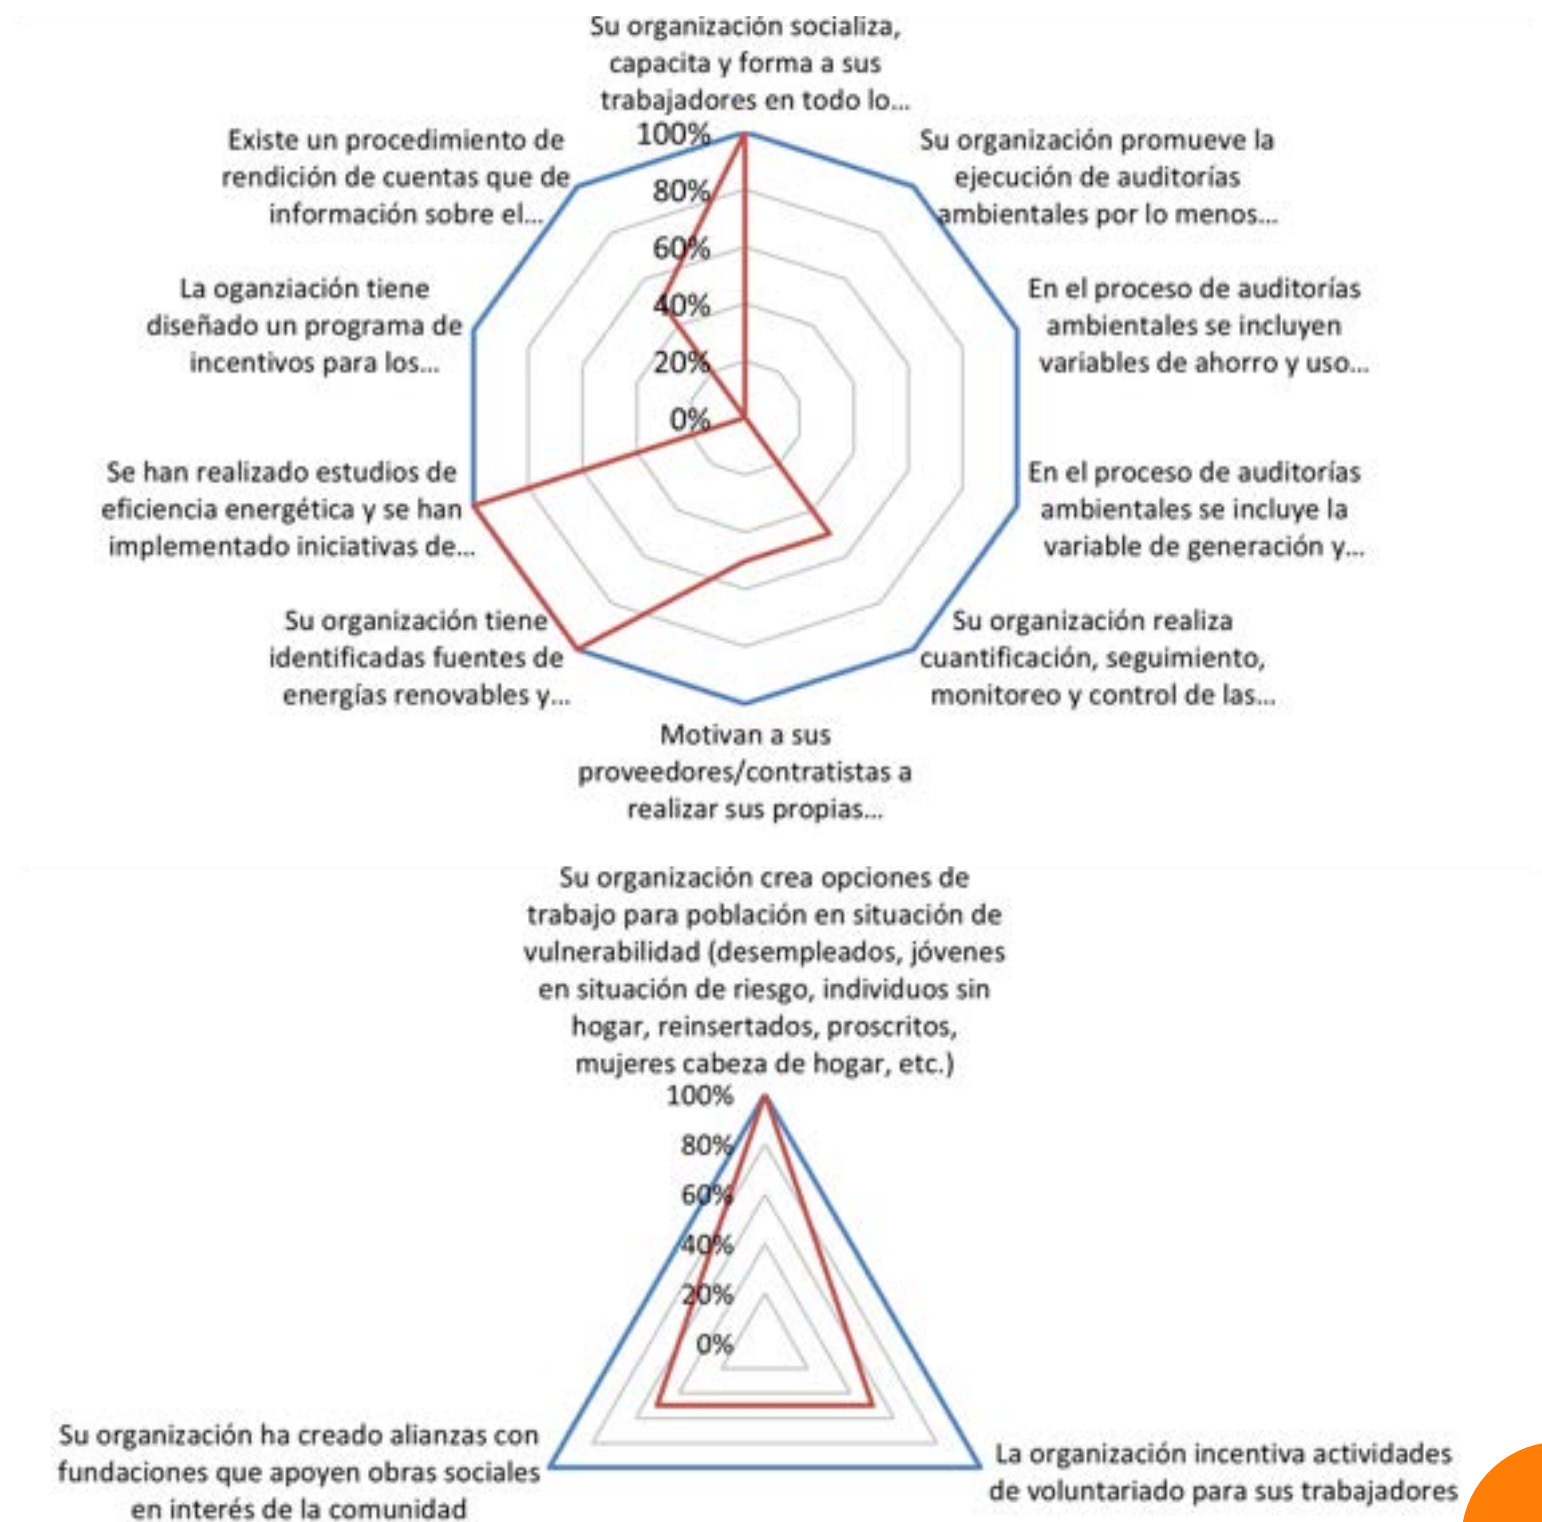 Su organización socializa,
capacita y forma a sus
trabajadores en todo lo...
Existe un procedimiento de
rendición de cuentas que de
información sobre el...
Su organización promueve la
ejecución de auditorías
ambientales por lo menos...
100%
80%
60%
40%
20%
0%
La oganziación tiene
diseñado un programa de
incentivos para los...
En el proceso de auditorías
ambientales se incluyen
variables de ahorro y uso...
Se han realizado estudios de
eficiencia energética y se han
implementado iniciativas de...
En el proceso de auditorías
ambientales se incluye la
variable de generación y...
Su organización tiene
identificadas fuentes de
energías renovables y...
Su organización realiza
cuantificación, seguimiento,
monitoreo y control de las...
Motivan a sus
proveedores/contratistas a
realizar sus propias...
Su organización crea opciones de
trabajo para población en situación de
vulnerabilidad (desempleados, jóvenes
en situación de riesgo, individuos sin
hogar, reinsertados, proscritos,
mujeres cabeza de hogar, etc.)
100%
80%
60%
40%
20%
0%
Su organización ha creado alianzas con
fundaciones que apoyen obras sociales
en interés de la comunidad
La organización incentiva actividades
de voluntariado para sus trabajadores